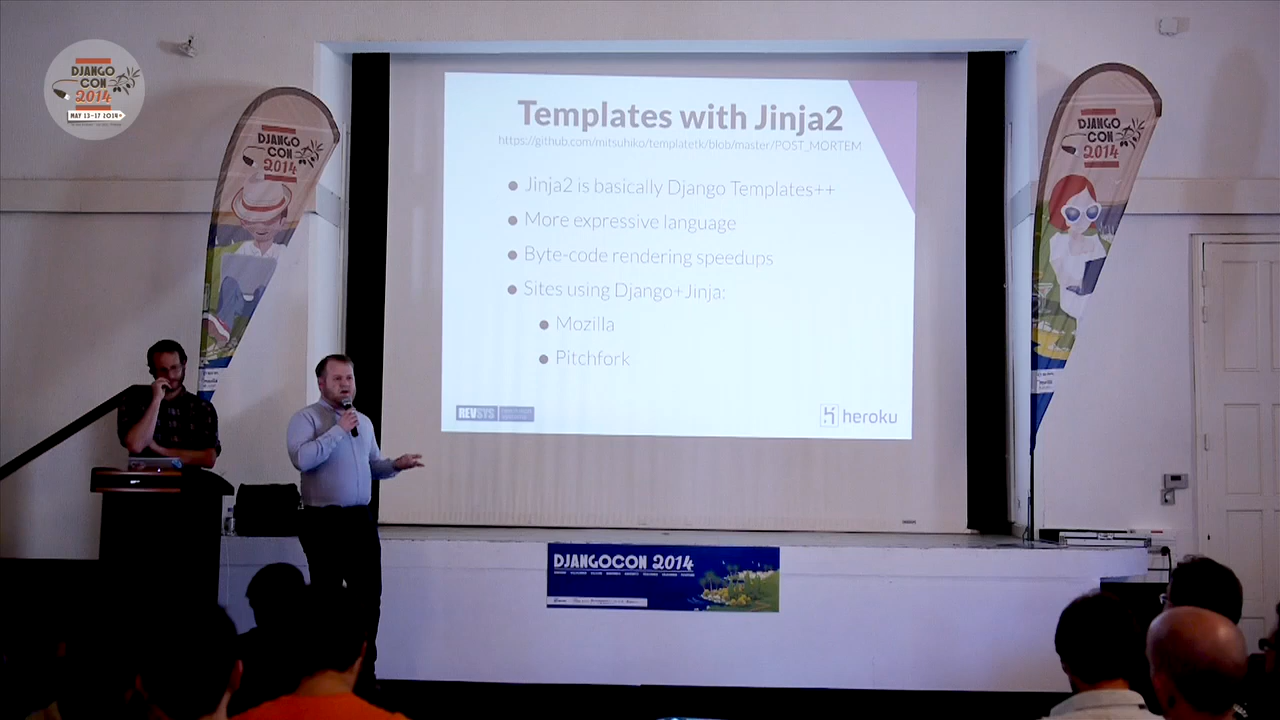 DJANGO
CON
2014
MAY 13-17 2014
DJANGO
CON
2014
Templates with Jinja2
https://github.com/mitsuhiko/templatetk/blob/master/POST_MORTEM
Jinja2 is basically Django Templates++
More expressive language
Byte-code rendering speedups
Sites using Django+Jinja:
Mozilla
Pitchfork
REVSYS
heroku
DJANGO
CON
2014
DJANGOCON 2014